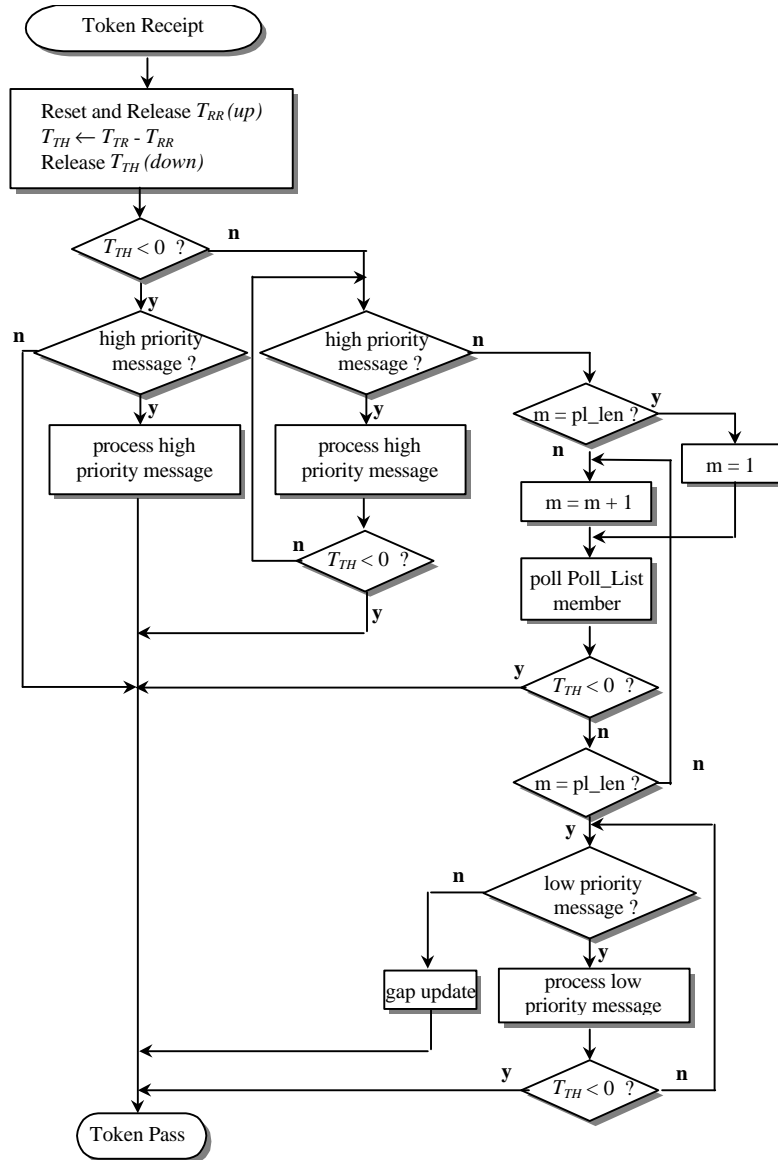 Token Receipt
Reset and Release T_RR (up)
T_TH ← T_TR - T_RR
Release T_TH (down)
T_TH < 0 ?
n
y
n
high priority
message ?
y
process high
priority message
high priority
message ?
n
y
process high
priority message
n
T_TH < 0 ?
y
m = pl_len ?
y
n
m = 1
m = m + 1
poll Poll_List
member
y
T_TH < 0 ?
n
m = pl_len ?
n
y
n
low priority
message ?
y
gap update
process low
priority message
y
T_TH < 0 ?
n
Token Pass